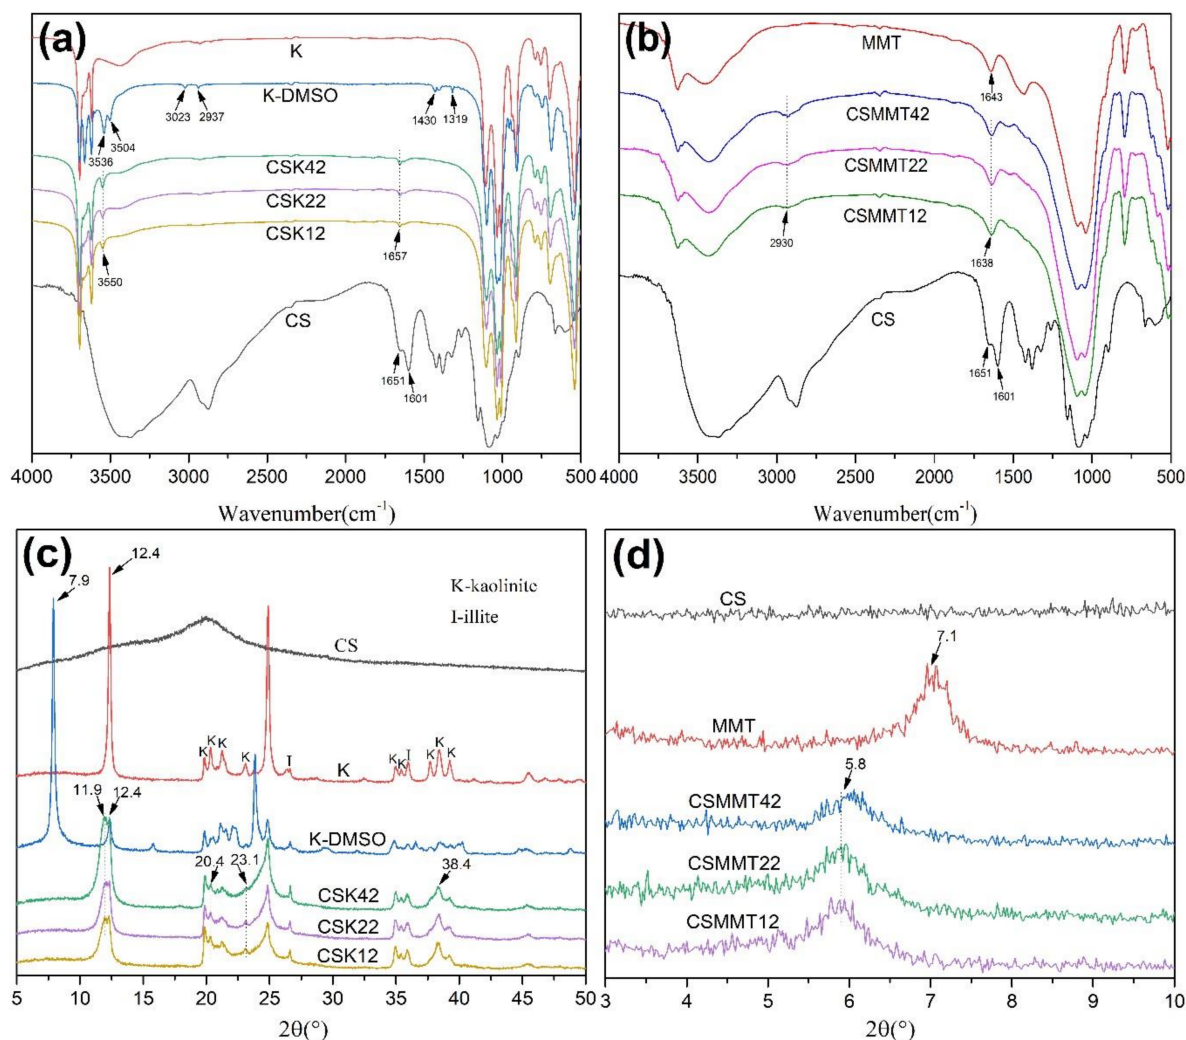 (a)
K
K-DMSO
3023 2937
1430 1319
3536 3504
CSK42
CSK22
CSK12
3550
1657
CS
1651
1601
4000 3500 3000 2500 2000 1500 1000 500
Wavenumber(cm⁻¹)
(b)
MMT
1643
CSMMT42
CSMMT22
CSMMT12
2930
1638
CS
1651
1601
4000 3500 3000 2500 2000 1500 1000 500
Wavenumber(cm⁻¹)
(c)
12.4
7.9
K-kaolinite
I-illite
CS
K K K K I K K I K K K
K
11.9 12.4
K-DMSO
20.4 23.1 38.4
CSK42
CSK22
CSK12
5 10 15 20 25 30 35 40 45 50
2θ(°)
(d)
CS
7.1
MMT
5.8
CSMMT42
CSMMT22
CSMMT12
3 4 5 6 7 8 9 10
2θ(°)